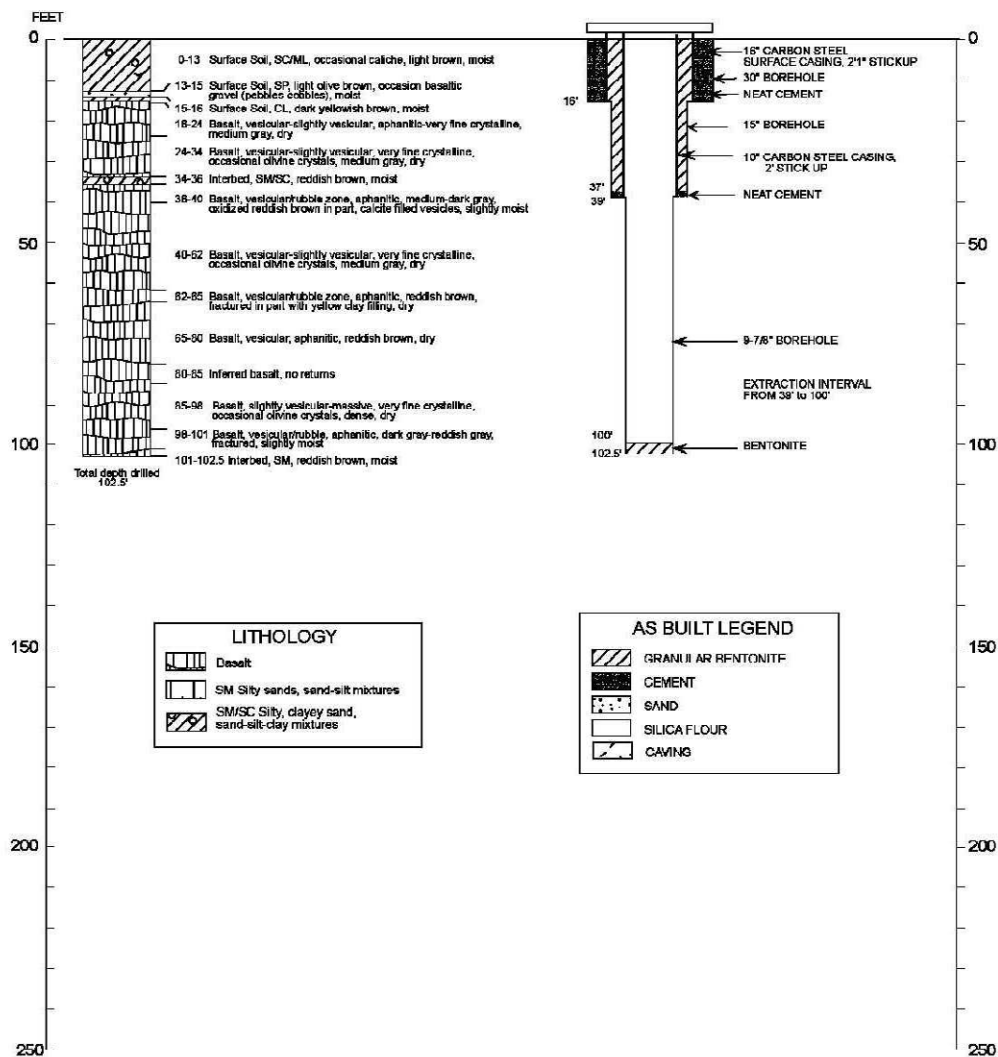 FEET
0
0-13 Surface Soil, SC/ML, occasional caliche, light brown, moist
13-15 Surface Soil, SP, light olive brown, occasion basaltic
gravel (pebbles cobbles), moist
15-16 Surface Soil, CL, dark yellowish brown, moist
16-24 Basalt, vesicular-slightly vesicular, aphanitic-very fine crystalline,
medium gray, dry
24-34 Basalt, vesicular-slightly vesicular, very fine crystalline,
occasional olivine crystals, medium gray, dry
34-36 Interbed, SM/SC, reddish brown, moist
36-40 Basalt, vesicular/rubble zone, aphanitic, medium-dark gray,
oxidized reddish brown in part, calcite filled vesicles, slightly moist
50
40-62 Basalt, vesicular-slightly vesicular, very fine crystalline,
occasional olivine crystals, medium gray, dry
62-65 Basalt, vesicular/rubble zone, aphanitic, reddish brown,
fractured in part with yellow clay filling, dry
65-80 Basalt, vesicular, aphanitic, reddish brown, dry
80-85 Inferred basalt, no returns
85-98 Basalt, slightly vesicular-massive, very fine crystalline,
occasional olivine crystals, dense, dry
98-101 Basalt, vesicular/rubble, aphanitic, dark gray-reddish gray,
fractured, slightly moist
100
101-102.5 Interbed, SM, reddish brown, moist
Total depth drilled
102.5'
0
16" CARBON STEEL
SURFACE CASING, 2'1" STICKUP
30" BOREHOLE
NEAT CEMENT
16'
15" BOREHOLE
10" CARBON STEEL CASING,
2' STICK UP
37'
39'
NEAT CEMENT
50
9-7/8" BOREHOLE
EXTRACTION INTERVAL
FROM 39' to 100'
100'
102.5'
BENTONITE
100
LITHOLOGY
Basalt
SM Silty sands, sand-silt mixtures
SM/SC Silty, clayey sand,
sand-silt-clay mixtures
AS BUILT LEGEND
GRANULAR BENTONITE
CEMENT
SAND
SILICA FLOUR
CAVING
150
150
200
200
250
250